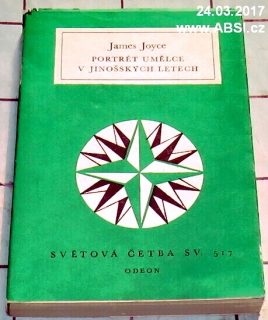 24.03.2017
www.ABSI.cz
James Joyce
PORTRÉT UMĚLCE
V JINOŠSKÝCH LETECH
SVĚTOVÁ ČETBA SV. 517
ODEON